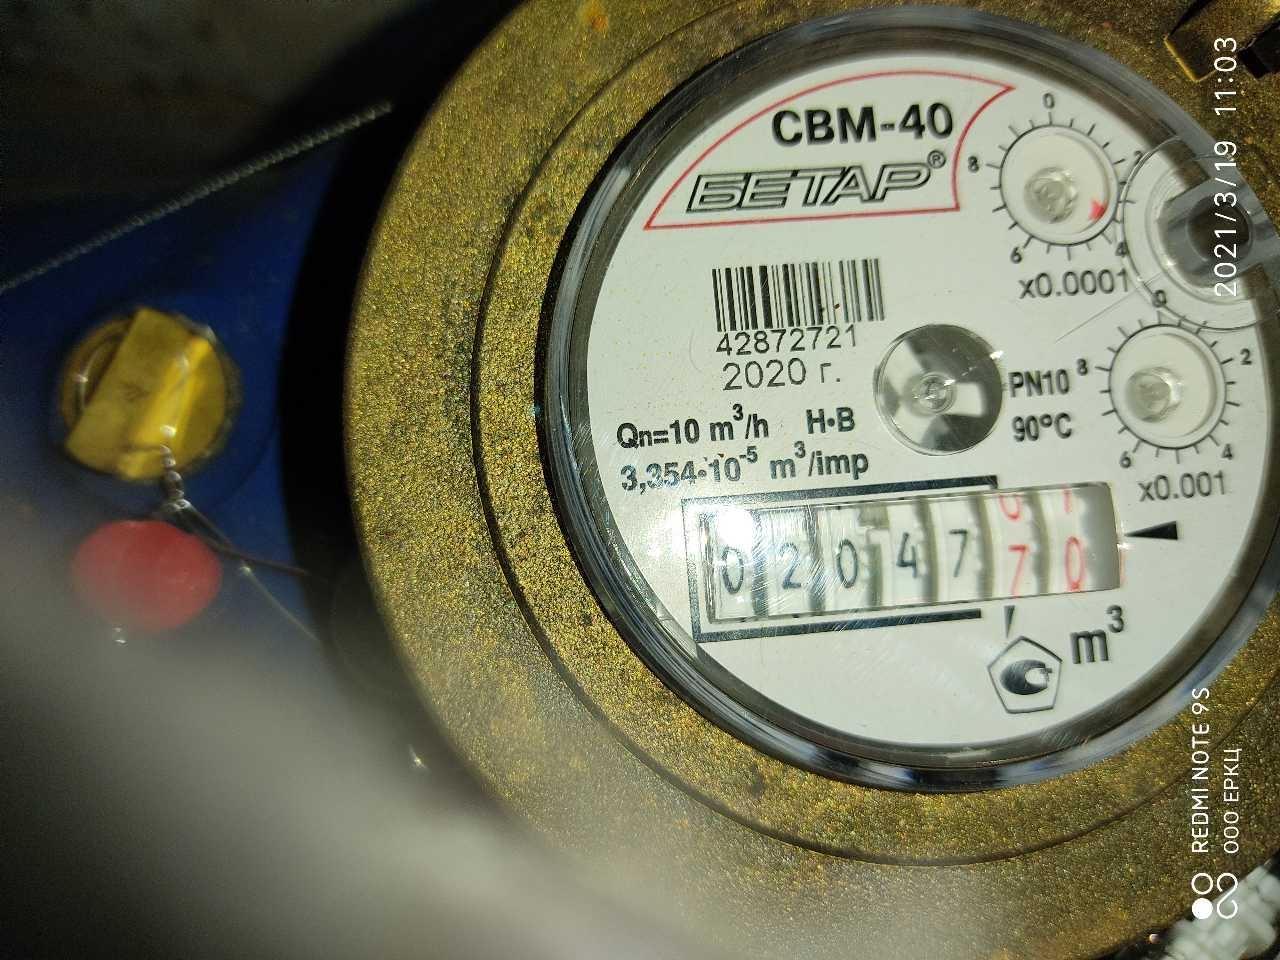 СВМ-40
БЕТАР®
42872721
2020 г.
Qn=10 m³/h Н•В
3,354•10⁻⁵ m³/imp
PN10
90°C
0
2
4
6
8
x0.0001
0
2
4
6
8
x0.001
0 2 0 4 7 7 0
m³
2021/3/19 11:03
REDMI NOTE 9S
ООО ЕРКЦ